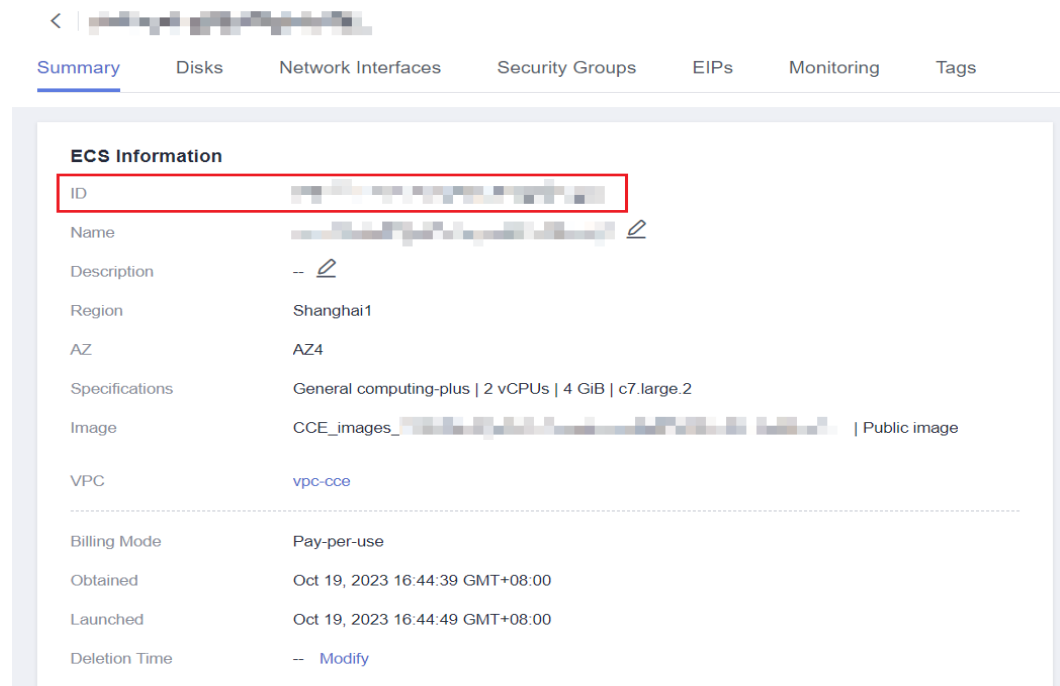 Summary Disks Network Interfaces Security Groups EIPs Monitoring Tags
ECS Information
ID
Name
Description --
Region Shanghai1
AZ AZ4
Specifications General computing-plus | 2 vCPUs | 4 GiB | c7.large.2
Image CCE_images_ | Public image
VPC vpc-cce
Billing Mode Pay-per-use
Obtained Oct 19, 2023 16:44:39 GMT+08:00
Launched Oct 19, 2023 16:44:49 GMT+08:00
Deletion Time -- Modify